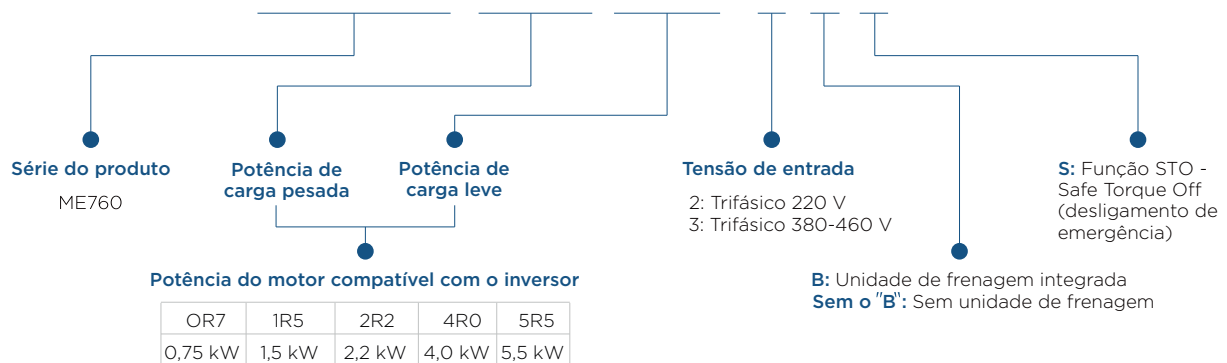 Série do produto
ME760
Potência de
carga pesada
Potência de
carga leve
Tensão de entrada
2: Trifásico 220 V
3: Trifásico 380-460 V
S: Função STO -
Safe Torque Off
(desligamento de
emergência)
Potência do motor compatível com o inversor
B: Unidade de frenagem integrada
Sem o "B": Sem unidade de frenagem
OR7 1R5 2R2 4R0 5R5
0,75 kW 1,5 kW 2,2 kW 4,0 kW 5,5 kW